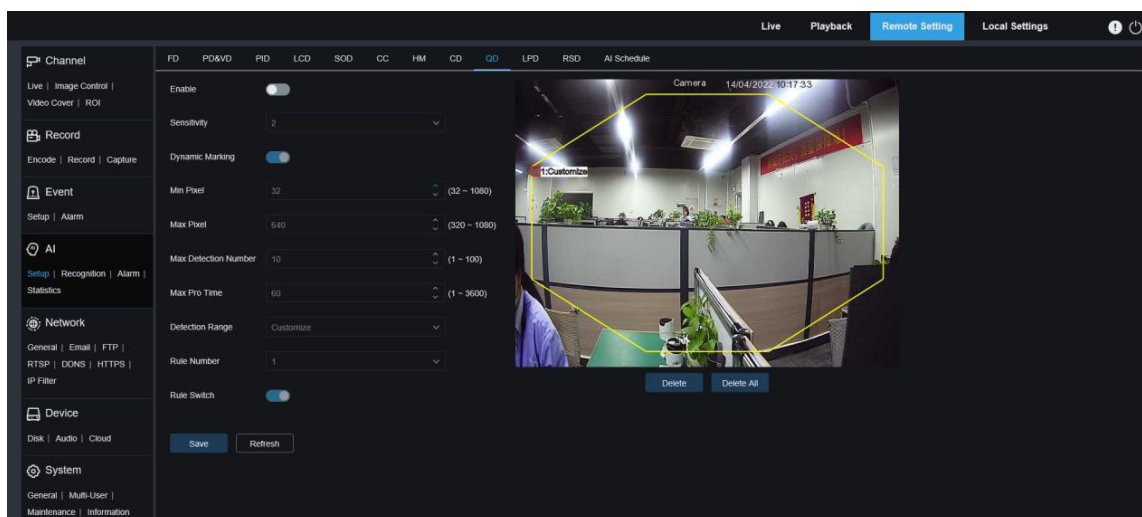 Live Playback Remote Setting Local Settings
Channel
Live | Image Control |
Video Cover | ROI
Record
Encode | Record | Capture
Event
Setup | Alarm
AI
Setup | Recognition | Alarm |
Statistics
Network
General | Email | FTP |
RTSP | DDNS | HTTPS |
IP Filter
Device
Disk | Audio | Cloud
System
General | Multi-User |
Maintenance | Information
FD PD&VD PID LCD SOD CC HM CD QD LPD RSD AI Schedule
Enable
Sensitivity 2
Dynamic Marking
Min Pixel 32 (32 ~ 1080)
Max Pixel 640 (320 ~ 1080)
Max Detection Number 10 (1 ~ 100)
Max Pro Time 60 (1 ~ 3600)
Detection Range Customize
Rule Number 1
Rule Switch
Save Refresh
Camera 14/04/2022 10:17:33
1:Customize
Delete Delete All